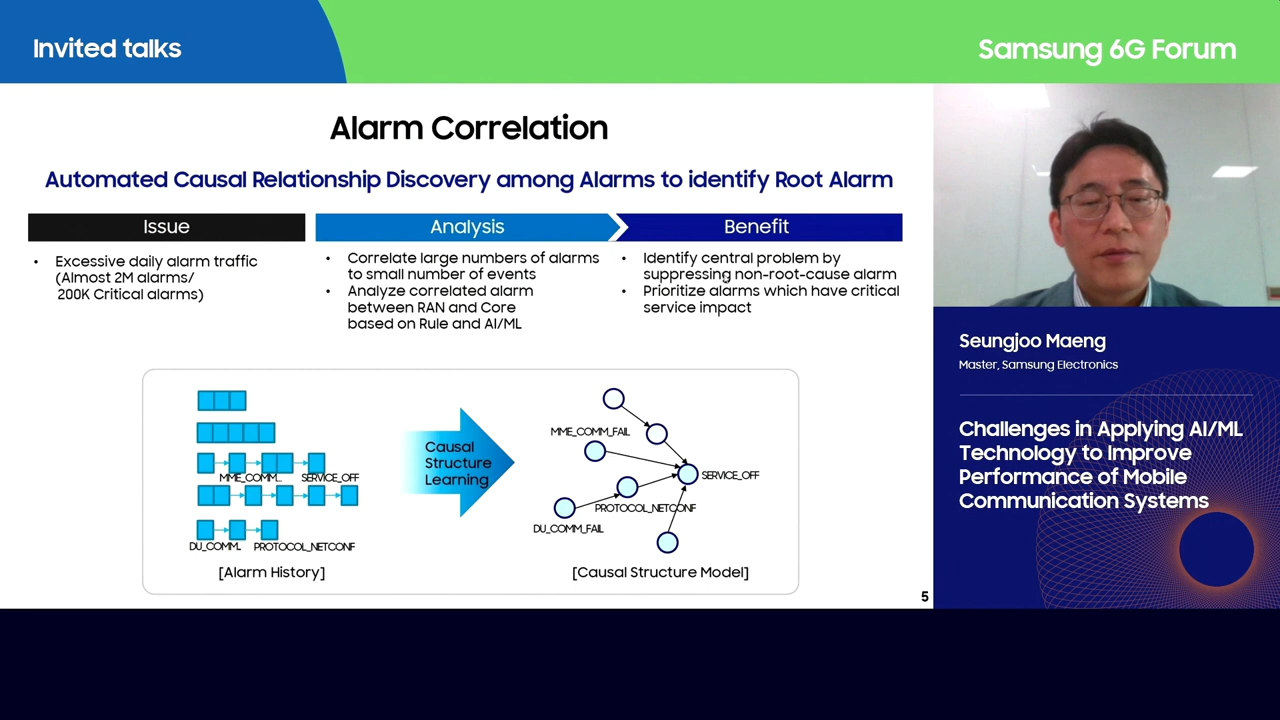 Invited talks
Samsung 6G Forum
Alarm Correlation
Automated Causal Relationship Discovery among Alarms to identify Root Alarm
Issue
Analysis
Benefit
• Excessive daily alarm traffic
(Almost 2M alarms/
200K Critical alarms)
• Correlate large numbers of alarms
to small number of events
• Analyze correlated alarm
between RAN and Core
based on Rule and AI/ML
• Identify central problem by
suppressing non-root-cause alarm
• Prioritize alarms which have critical
service impact
MME_COMM...
SERVICE_OFF
DU_COMM..
PROTOCOL_NETCONF
[Alarm History]
Causal
Structure
Learning
MME_COMM_FAIL
SERVICE_OFF
PROTOCOL_NETCONF
DU_COMM_FAIL
[Causal Structure Model]
5
Seungjoo Maeng
Master, Samsung Electronics
Challenges in Applying AI/ML
Technology to Improve
Performance of Mobile
Communication Systems